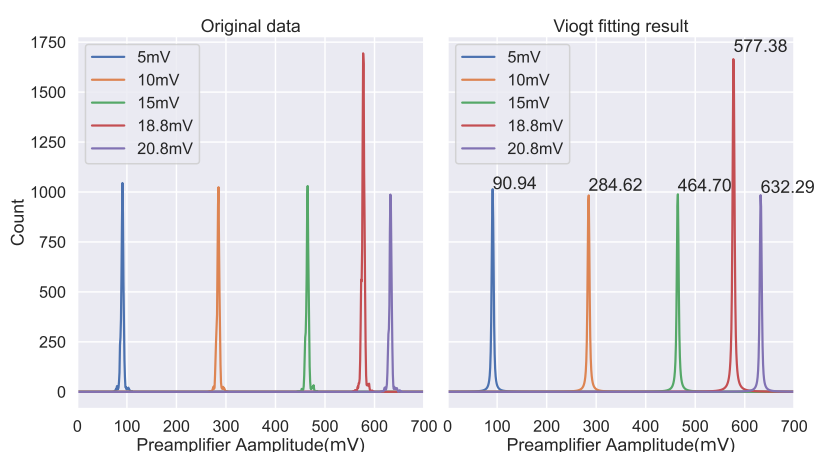 Original data
Viogt fitting result
1750
1500
1250
1000
750
500
250
0
Count
5mV
10mV
15mV
18.8mV
20.8mV
0 100 200 300 400 500 600 700
Preamplifier Aamplitude(mV)
5mV
10mV
15mV
18.8mV
20.8mV
90.94
284.62
464.70
577.38
632.29
0 100 200 300 400 500 600 700
Preamplifier Aamplitude(mV)